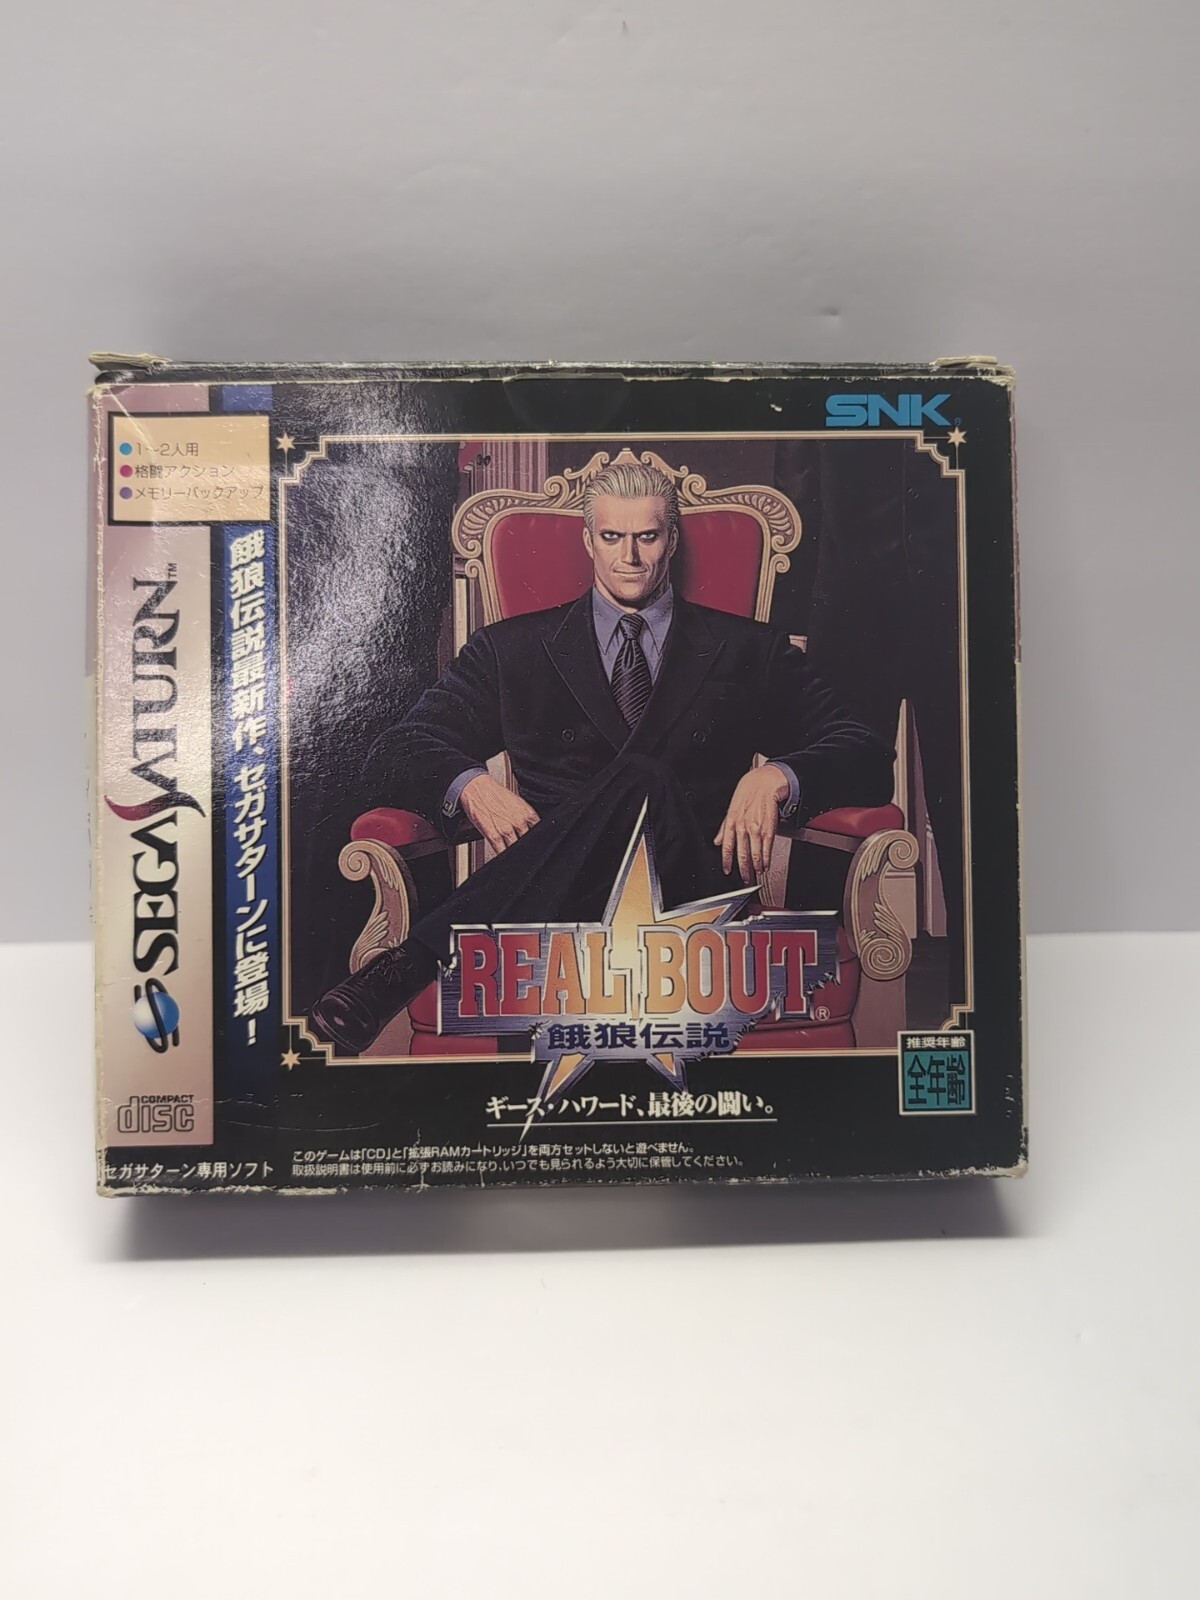 SNK
● 1〜2人用
● 格闘アクション
● メモリーバックアップ
SEGA SATURN™
餓狼伝説最新作、セガサターンに登場！
REAL BOUT®
餓狼伝説
ギース・ハワード、最後の闘い。
推奨年齢
全年齢
COMPACT
disc
このゲームは「CD」と「拡張RAMカートリッジ」を両方セットしないと遊べません。
取扱説明書は使用前に必ずお読みになり、いつでも見られるよう大切に保管してください。
セガサターン専用ソフト